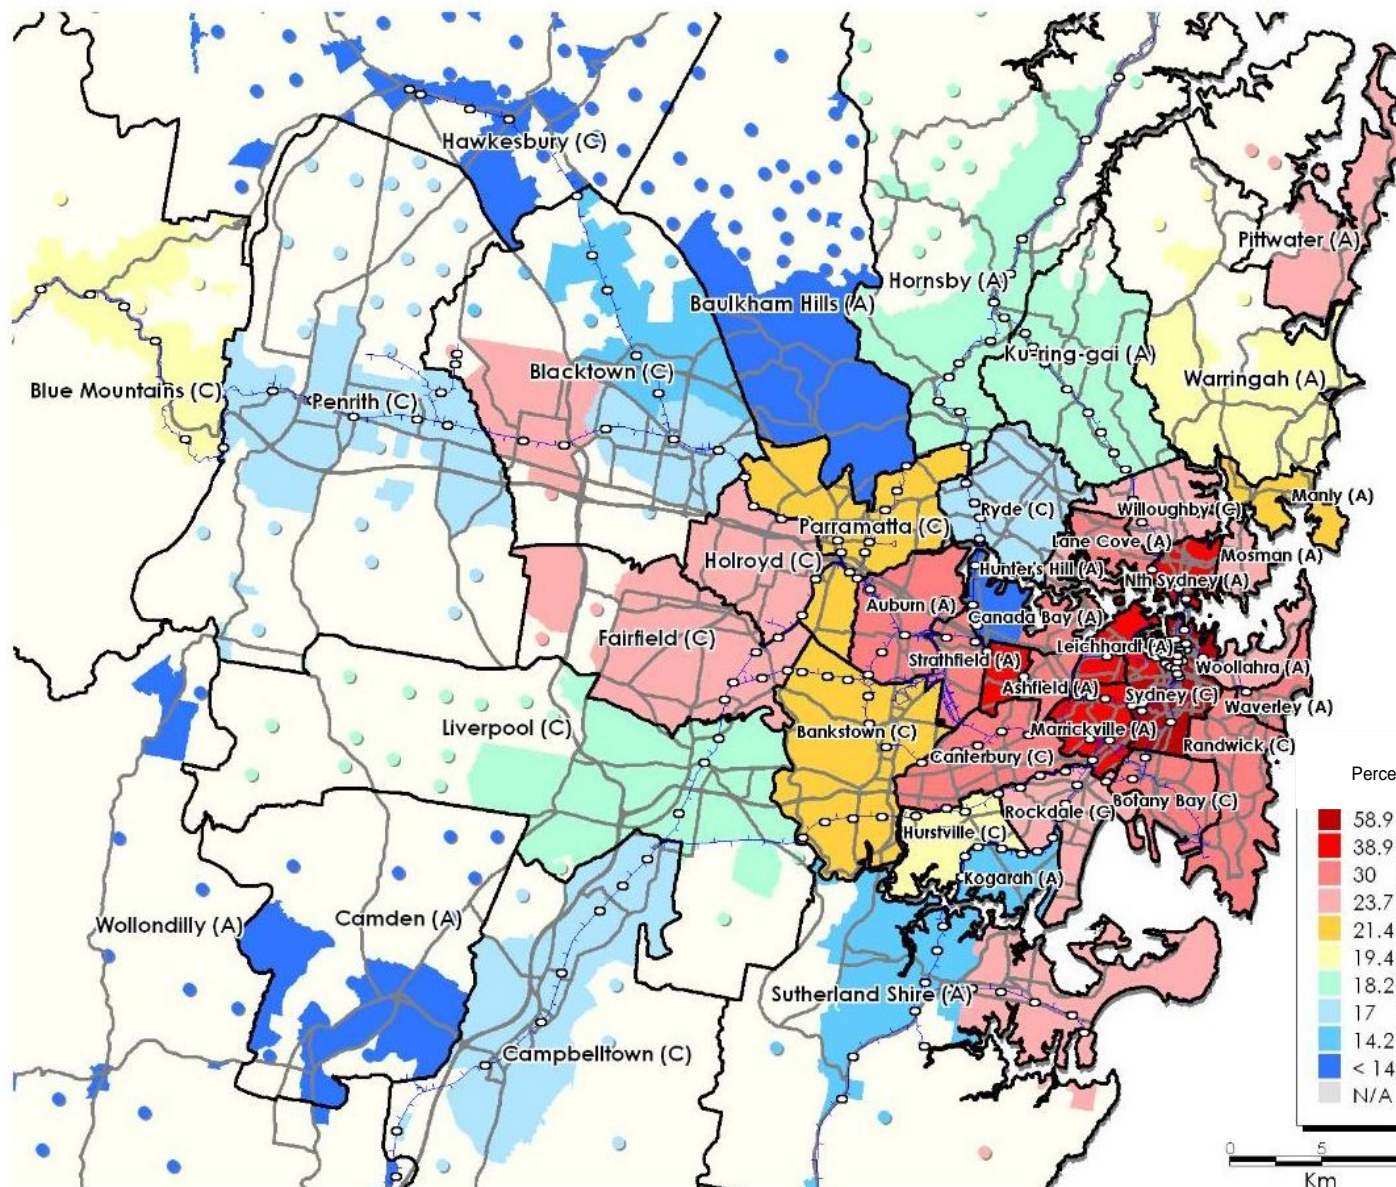 Hawkesbury (C)
Pittwater (A)
Hornsby (A)
Baulkham Hills (A)
Ku-ring-gai (A)
Blacktown (C)
Warringah (A)
Blue Mountains (C)
Penrith (C)
Manly (A)
Ryde (C)
Willoughby (C)
Parramatta (C)
Lane Cove (A)
Mosman (A)
Holroyd (C)
Hunter's Hill (A)
Nth Sydney (A)
Auburn (A)
Canada Bay (A)
Fairfield (C)
Leichhardt (A)
Strathfield (A)
Woollahra (A)
Ashfield (A)
Sydney (C)
Waverley (A)
Liverpool (C)
Bankstown (C)
Marrickville (A)
Randwick (C)
Canterbury (C)
Perce
Botany Bay (C)
Rockdale (C)
58.9
Hurstville (C)
38.9
Kogarah (A)
30
23.7
Wollondilly (A)
Camden (A)
21.4
19.4
18.2
Sutherland Shire (A)
17
14.2
Campbelltown (C)
< 14
N/A
0 5
Km